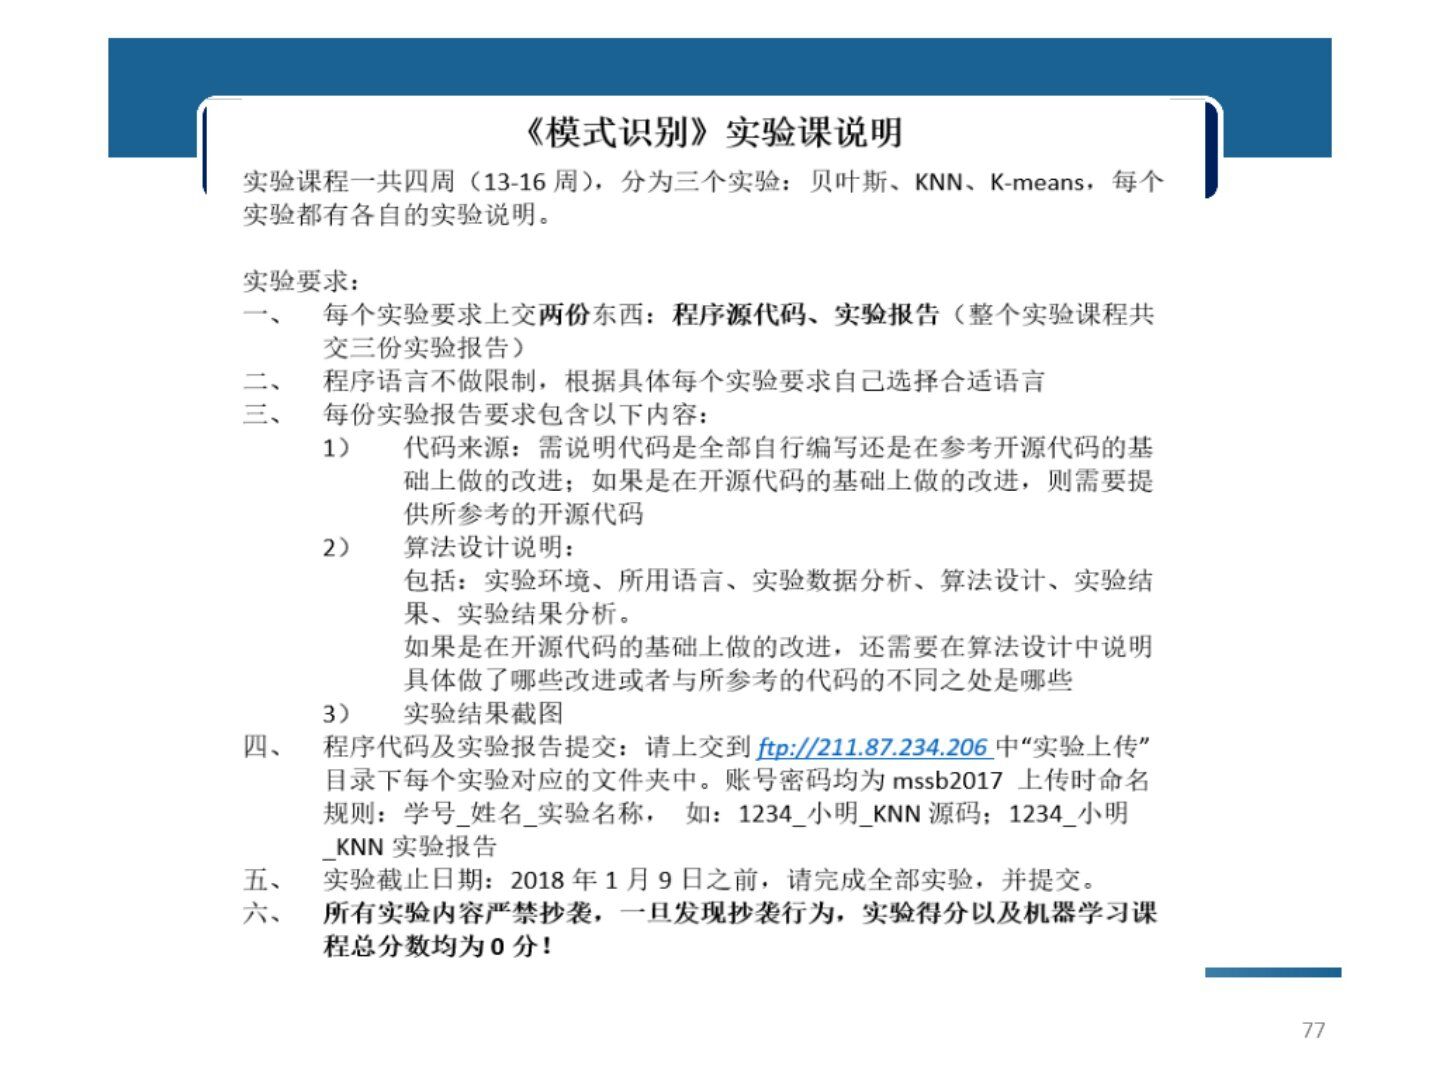 《模式识别》实验课说明
实验课程一共四周（13-16 周），分为三个实验：贝叶斯、KNN、K-means，每个
实验都有各自的实验说明。
实验要求：
一、 每个实验要求上交两份东西：程序源代码、实验报告（整个实验课程共
交三份实验报告）
二、 程序语言不做限制，根据具体每个实验要求自己选择合适语言
三、 每份实验报告要求包含以下内容：
1） 代码来源：需说明代码是全部自行编写还是在参考开源代码的基
础上做的改进；如果是在开源代码的基础上做的改进，则需要提
供所参考的开源代码
2） 算法设计说明：
包括：实验环境、所用语言、实验数据分析、算法设计、实验结
果、实验结果分析。
如果是在开源代码的基础上做的改进，还需要在算法设计中说明
具体做了哪些改进或者与所参考的代码的不同之处是哪些
3） 实验结果截图
四、 程序代码及实验报告提交：请上交到 ftp://211.87.234.206 中“实验上传”
目录下每个实验对应的文件夹中。账号密码均为 mssb2017 上传时命名
规则：学号_姓名_实验名称， 如：1234_小明_KNN 源码；1234_小明
_KNN 实验报告
五、 实验截止日期：2018 年 1 月 9 日之前，请完成全部实验，并提交。
六、 所有实验内容严禁抄袭，一旦发现抄袭行为，实验得分以及机器学习课
程总分数均为 0 分！
77